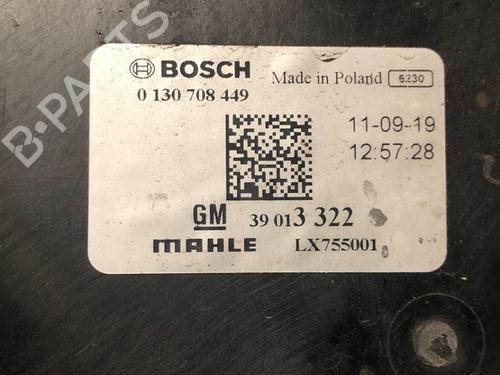 BOSCH Made in Poland 6230
0 130 708 449
11-09-19
12:57:28
GM 39 013 322
MAHLE LX755001
B-Parts